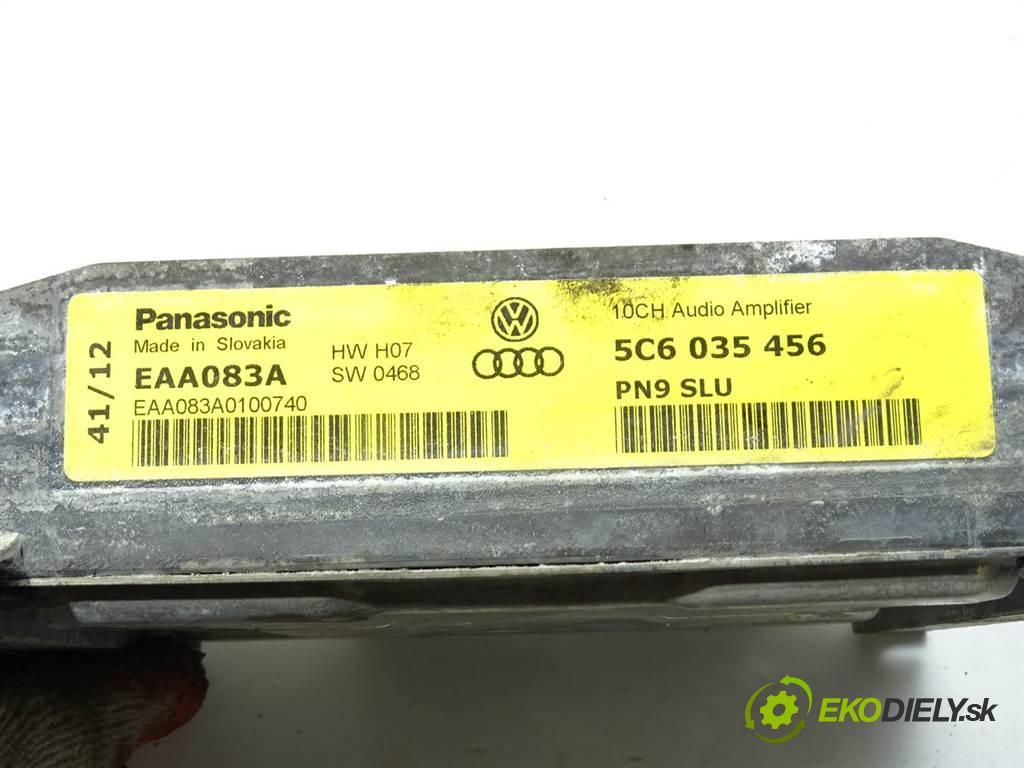 41/12
Panasonic
Made in Slovakia
EAA083A
EAA083A0100740
HW H07
SW 0468
10CH Audio Amplifier
5C6 035 456
PN9 SLU
EKODIELY.sk